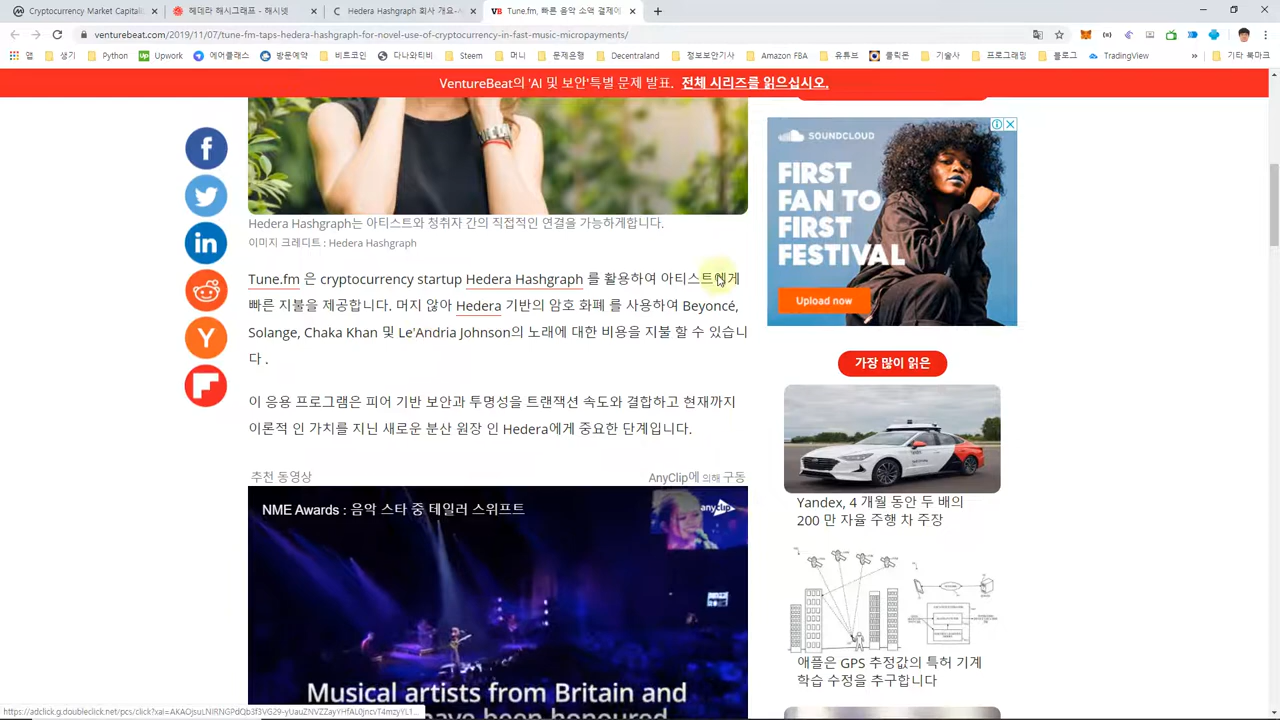 Cryptocurrency Market Capitali
헤데라 해시그래프 - 해시넷
Hedera Hashgraph 회사 개요
Tune.fm, 빠른 음악 소액 결제에
venturebeat.com/2019/11/07/tune-fm-taps-hedera-hashgraph-for-novel-use-of-cryptocurrency-in-fast-music-micropayments/
앱
생기
Python
Upwork
에어클래스
방문예약
비트코인
다나와티비
Steem
머니
문제은행
Decentraland
정보보안기사
Amazon FBA
유튜브
클릭몬
기술사
프로그래밍
블로그
TradingView
기타 북마크
VentureBeat의 'AI 및 보안'특별 문제 발표. 전체 시리즈를 읽으십시오.
Hedera Hashgraph는 아티스트와 청취자 간의 직접적인 연결을 가능하게합니다.
이미지 크레디트 : Hedera Hashgraph
Tune.fm 은 cryptocurrency startup Hedera Hashgraph 를 활용하여 아티스트에게
빠른 지불을 제공합니다. 머지 않아 Hedera 기반의 암호 화폐 를 사용하여 Beyoncé,
Solange, Chaka Khan 및 Le'Andria Johnson의 노래에 대한 비용을 지불 할 수 있습니
다 .
이 응용 프로그램은 피어 기반 보안과 투명성을 트랜잭션 속도와 결합하고 현재까지
이론적 인 가치를 지닌 새로운 분산 원장 인 Hedera에게 중요한 단계입니다.
추천 동영상
AnyClip에 의해 구동
NME Awards : 음악 스타 중 테일러 스위프트
anyclip
Musical artists from Britain and
have been honoured
SOUNDCLOUD
FIRST
FAN TO
FIRST
FESTIVAL
Upload now
가장 많이 읽은
Yandex, 4 개월 동안 두 배의
200 만 자율 주행 차 주장
애플은 GPS 추정값의 특허 기계
학습 수정을 추구합니다